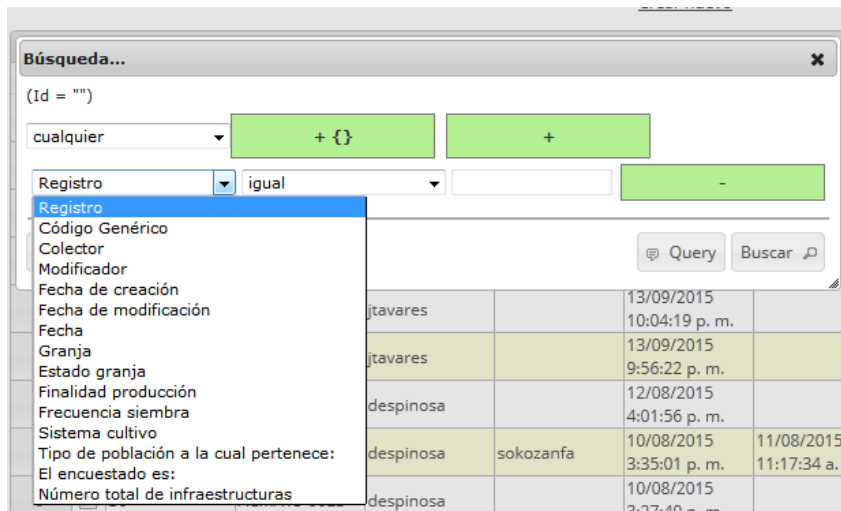 Búsqueda...
(Id = "")
cualquier + {} +
Registro igual -
Registro
Código Genérico
Colector
Modificador
Fecha de creación
Fecha de modificación
Fecha
Granja
Estado granja
Finalidad producción
Frecuencia siembra
Sistema cultivo
Tipo de población a la cual pertenece:
El encuestado es:
Número total de infraestructuras
Query Buscar
jtavares 13/09/2015
10:04:19 p. m.
jtavares 13/09/2015
9:56:22 p. m.
despinosa 12/08/2015
4:01:56 p. m.
despinosa sokozanfa 10/08/2015 11/08/2015
3:35:01 p. m. 11:17:34 a.
despinosa 10/08/2015